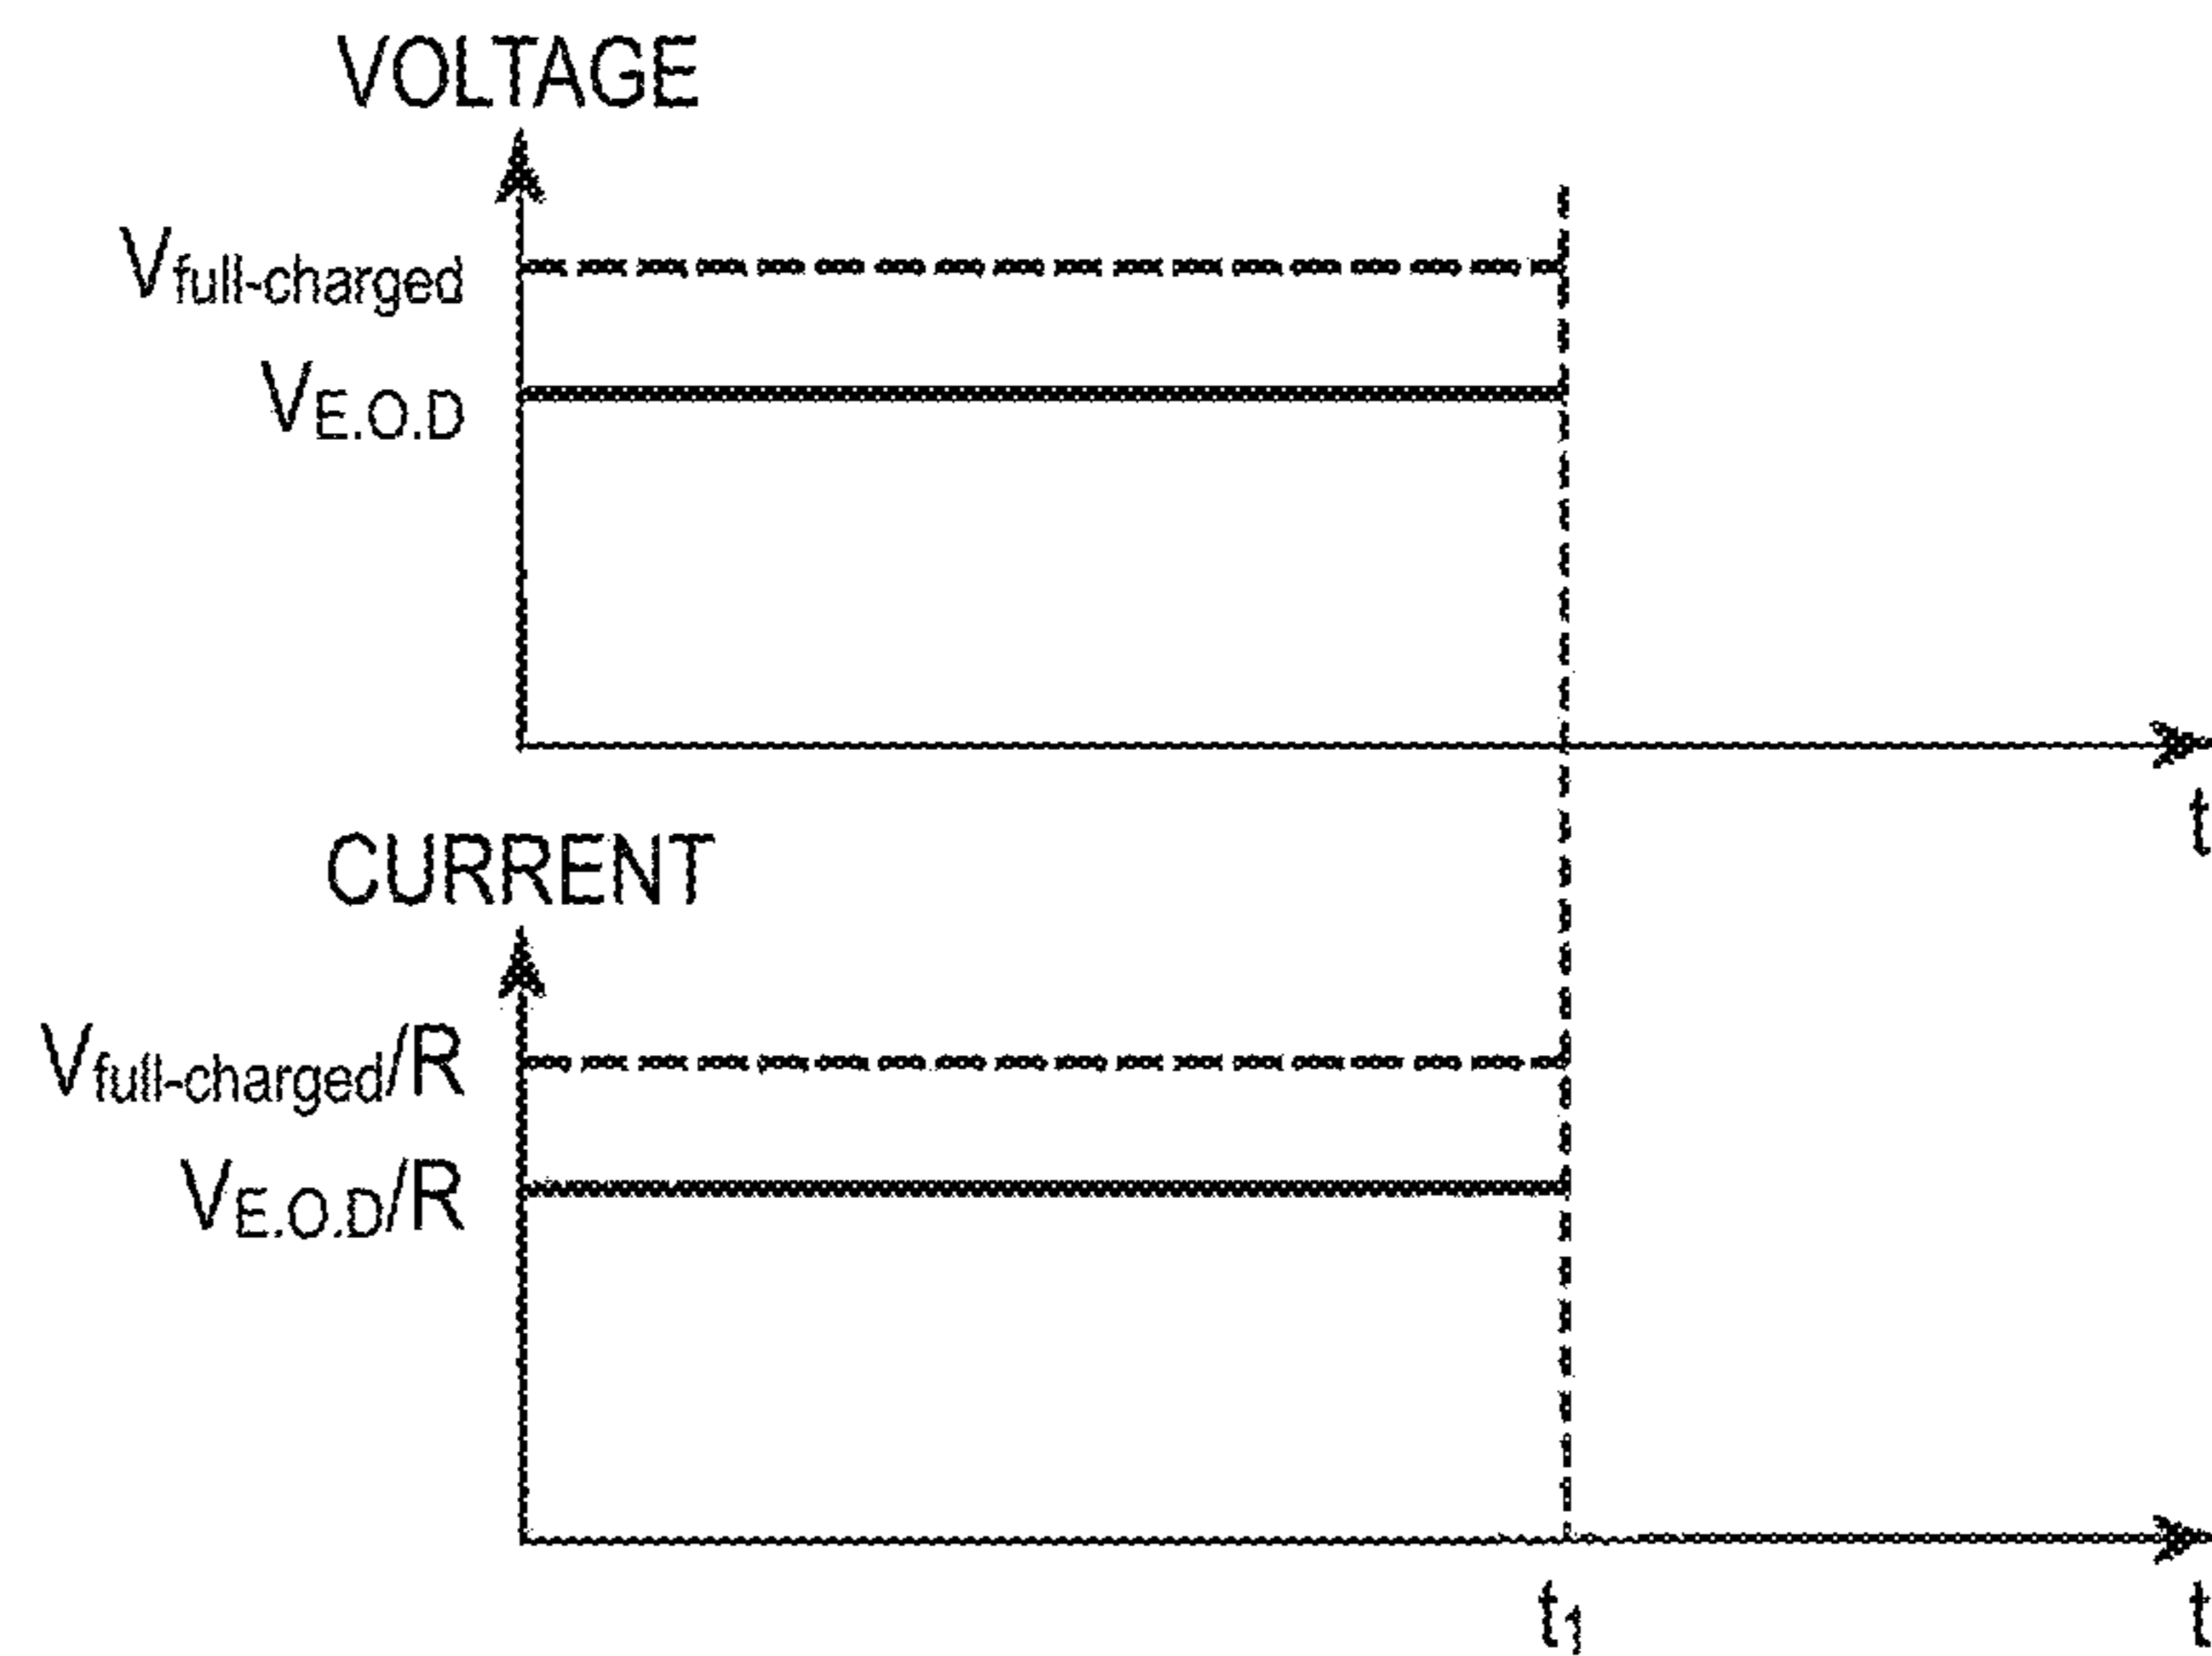 VOLTAGE
Vfull-charged
VE.O.D
t
CURRENT
Vfull-charged/R
VE.O.D/R
t1
t